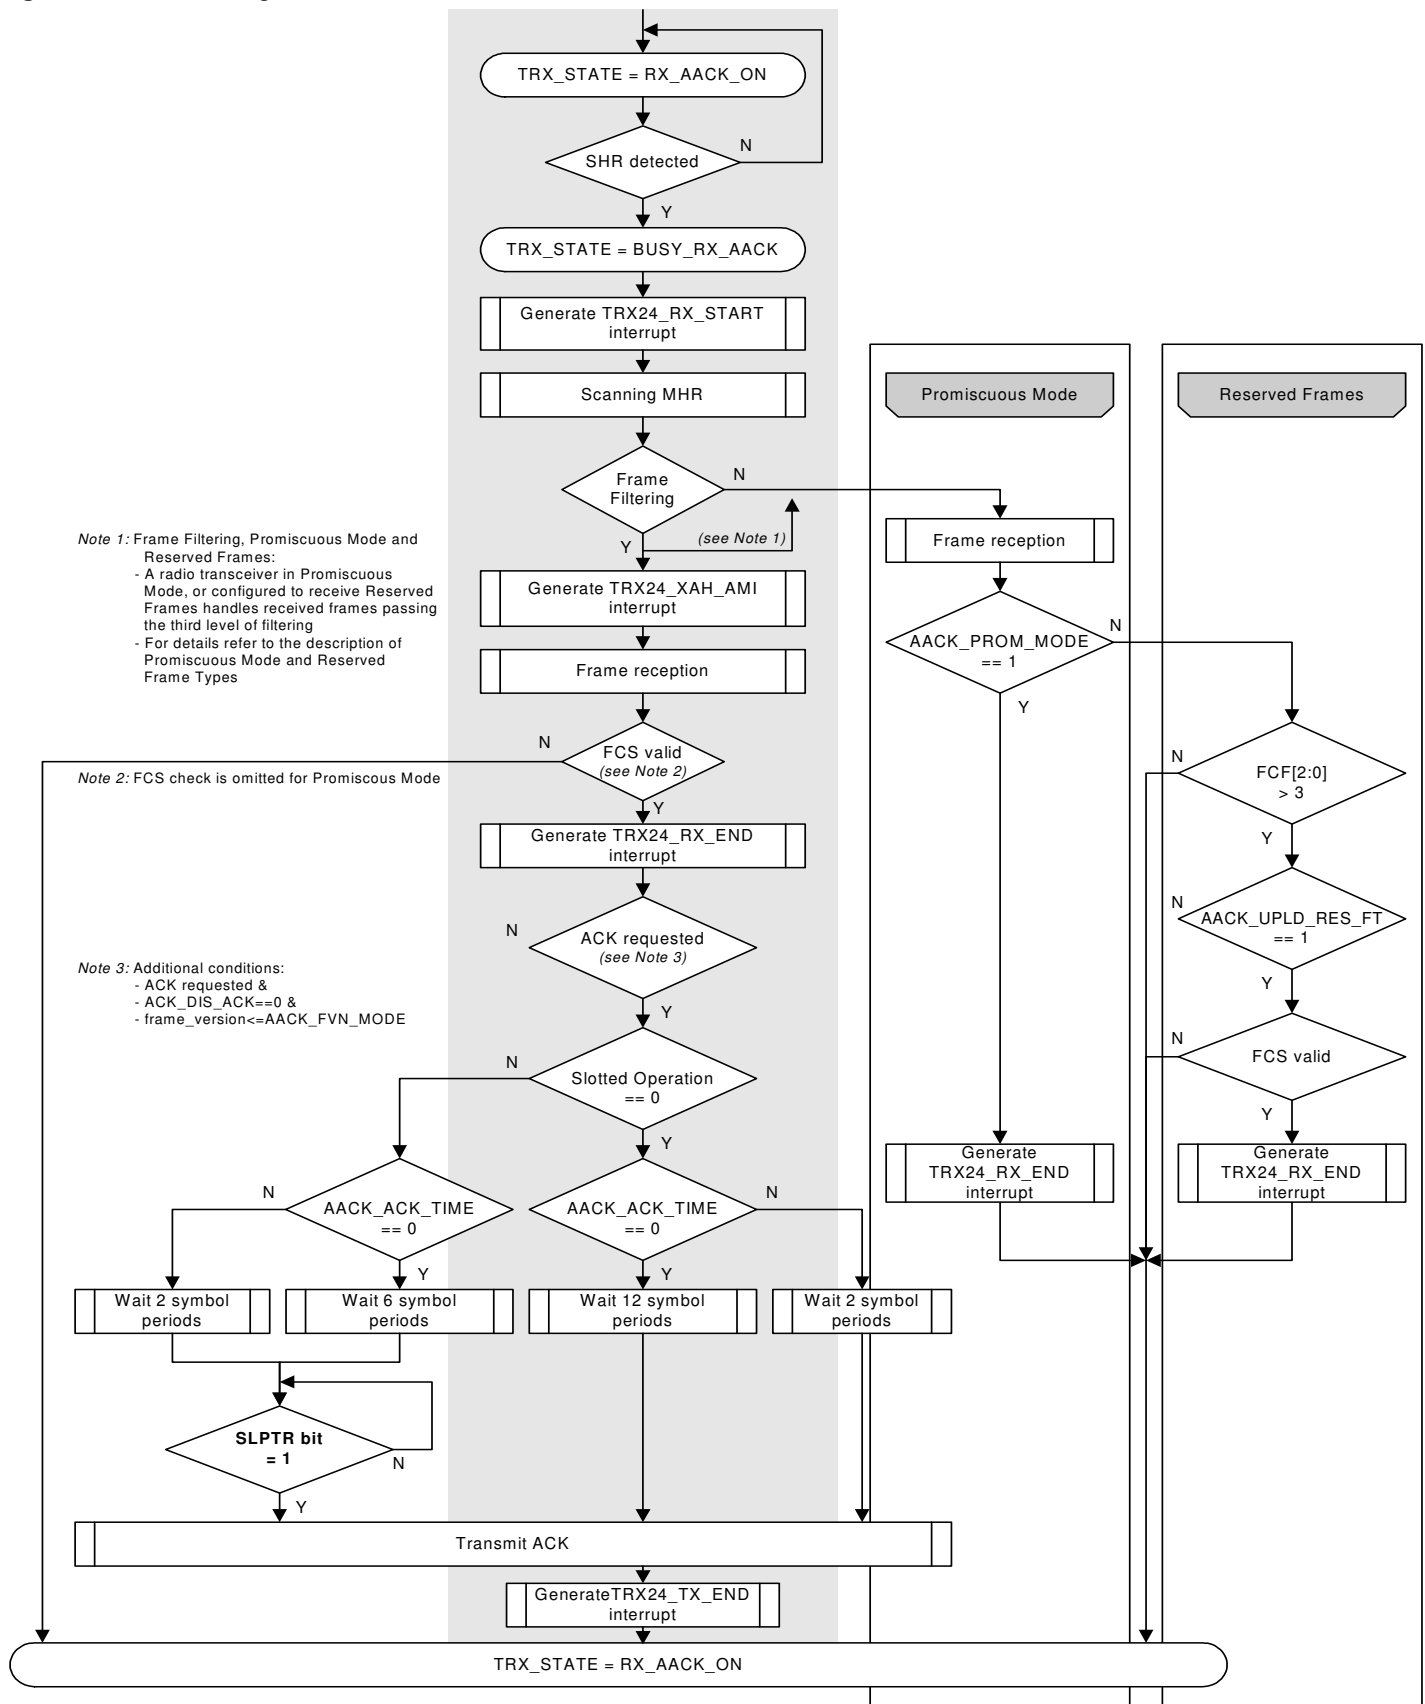 TRX_STATE = RX_AACK_ON
SHR detected
N
Y
TRX_STATE = BUSY_RX_AACK
Generate TRX24_RX_START
interrupt
Scanning MHR
Promiscuous Mode
Reserved Frames
Frame
Filtering
N
Y
(see Note 1)
Note 1: Frame Filtering, Promiscuous Mode and
Reserved Frames:
- A radio transceiver in Promiscuous
Mode, or configured to receive Reserved
Frames handles received frames passing
the third level of filtering
- For details refer to the description of
Promiscuous Mode and Reserved
Frame Types
Frame reception
Generate TRX24_XAH_AMI
interrupt
AACK_PROM_MODE
== 1
N
Y
Frame reception
FCS valid
(see Note 2)
N
Y
Note 2: FCS check is omitted for Promiscous Mode
FCF[2:0]
> 3
N
Y
Generate TRX24_RX_END
interrupt
AACK_UPLD_RES_FT
== 1
N
Y
ACK requested
(see Note 3)
N
Y
Note 3: Additional conditions:
- ACK requested &
- ACK_DIS_ACK==0 &
- frame_version<=AACK_FVN_MODE
FCS valid
N
Y
Slotted Operation
== 0
N
Y
Generate
TRX24_RX_END
interrupt
Generate
TRX24_RX_END
interrupt
AACK_ACK_TIME
== 0
N
Y
AACK_ACK_TIME
== 0
N
Y
Wait 2 symbol
periods
Wait 6 symbol
periods
Wait 12 symbol
periods
Wait 2 symbol
periods
SLPTR bit
= 1
N
Y
Transmit ACK
GenerateTRX24_TX_END
interrupt
TRX_STATE = RX_AACK_ON